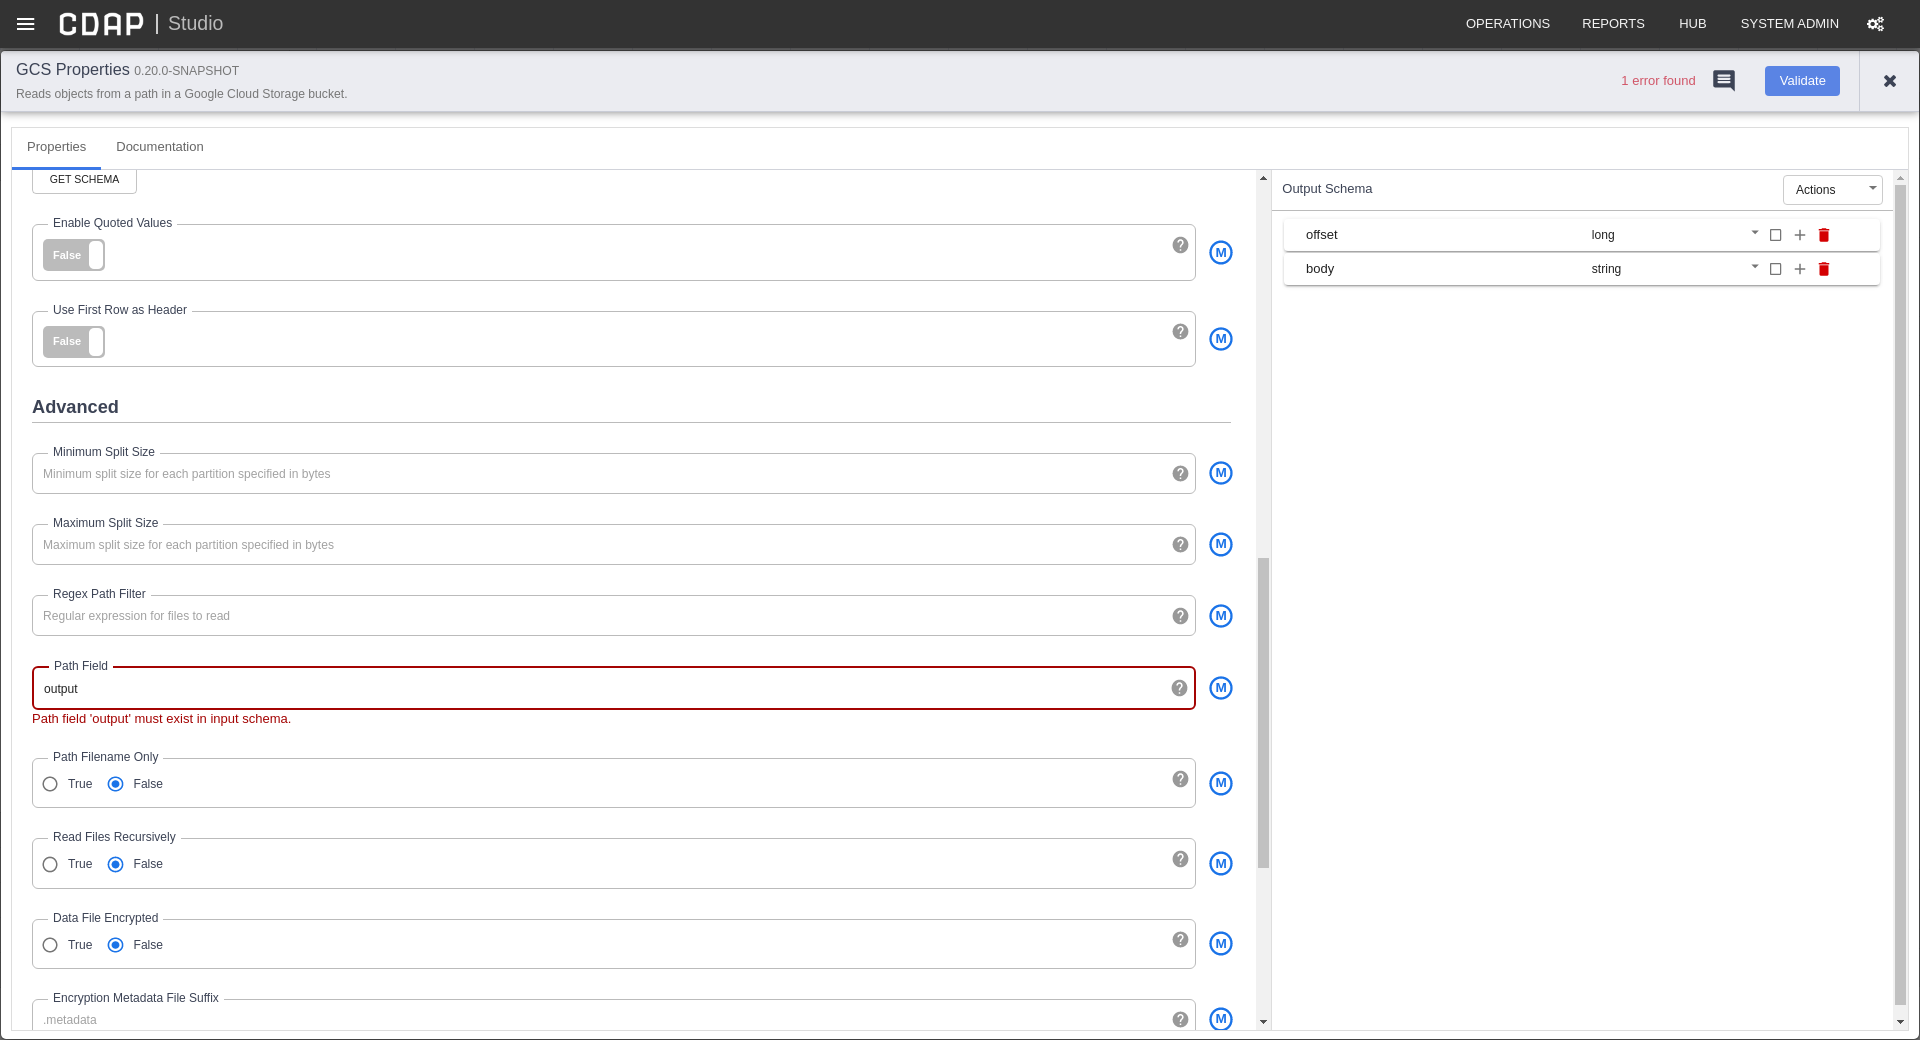 CDAP | Studio
OPERATIONS REPORTS HUB SYSTEM ADMIN
GCS Properties 0.20.0-SNAPSHOT
Reads objects from a path in a Google Cloud Storage bucket.
1 error found
Validate
Properties Documentation
GET SCHEMA
Enable Quoted Values
False
M
Use First Row as Header
False
M
Advanced
Minimum Split Size
Minimum split size for each partition specified in bytes
M
Maximum Split Size
Maximum split size for each partition specified in bytes
M
Regex Path Filter
Regular expression for files to read
M
Path Field
output
M
Path field 'output' must exist in input schema.
Path Filename Only
True False
M
Read Files Recursively
True False
M
Data File Encrypted
True False
M
Encryption Metadata File Suffix
.metadata
M
Output Schema
Actions
offset long
body string